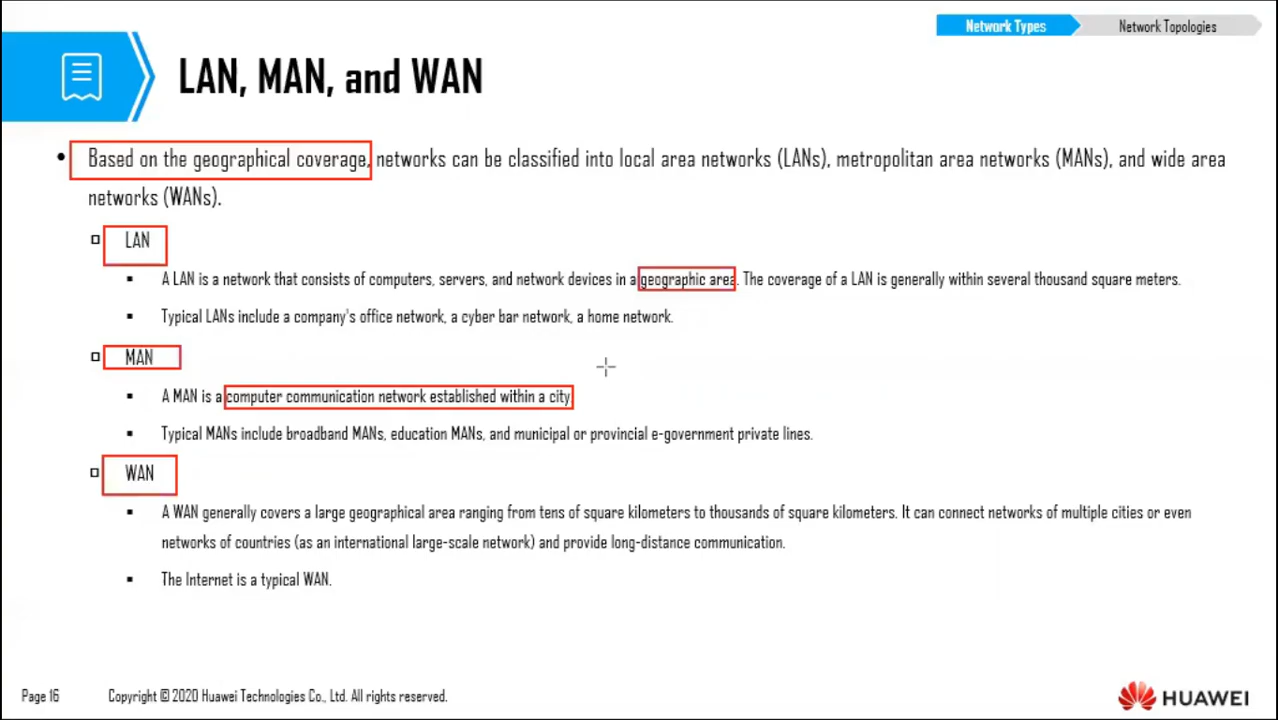 Network Types
Network Topologies
LAN, MAN, and WAN
• Based on the geographical coverage, networks can be classified into local area networks (LANs), metropolitan area networks (MANs), and wide area
networks (WANs).
LAN
▪ A LAN is a network that consists of computers, servers, and network devices in a geographic area. The coverage of a LAN is generally within several thousand square meters.
▪ Typical LANs include a company's office network, a cyber bar network, a home network.
MAN
▪ A MAN is a computer communication network established within a city.
▪ Typical MANs include broadband MANs, education MANs, and municipal or provincial e-government private lines.
WAN
▪ A WAN generally covers a large geographical area ranging from tens of square kilometers to thousands of square kilometers. It can connect networks of multiple cities or even
networks of countries (as an international large-scale network) and provide long-distance communication.
▪ The Internet is a typical WAN.
Page 16
Copyright © 2020 Huawei Technologies Co., Ltd. All rights reserved.
HUAWEI